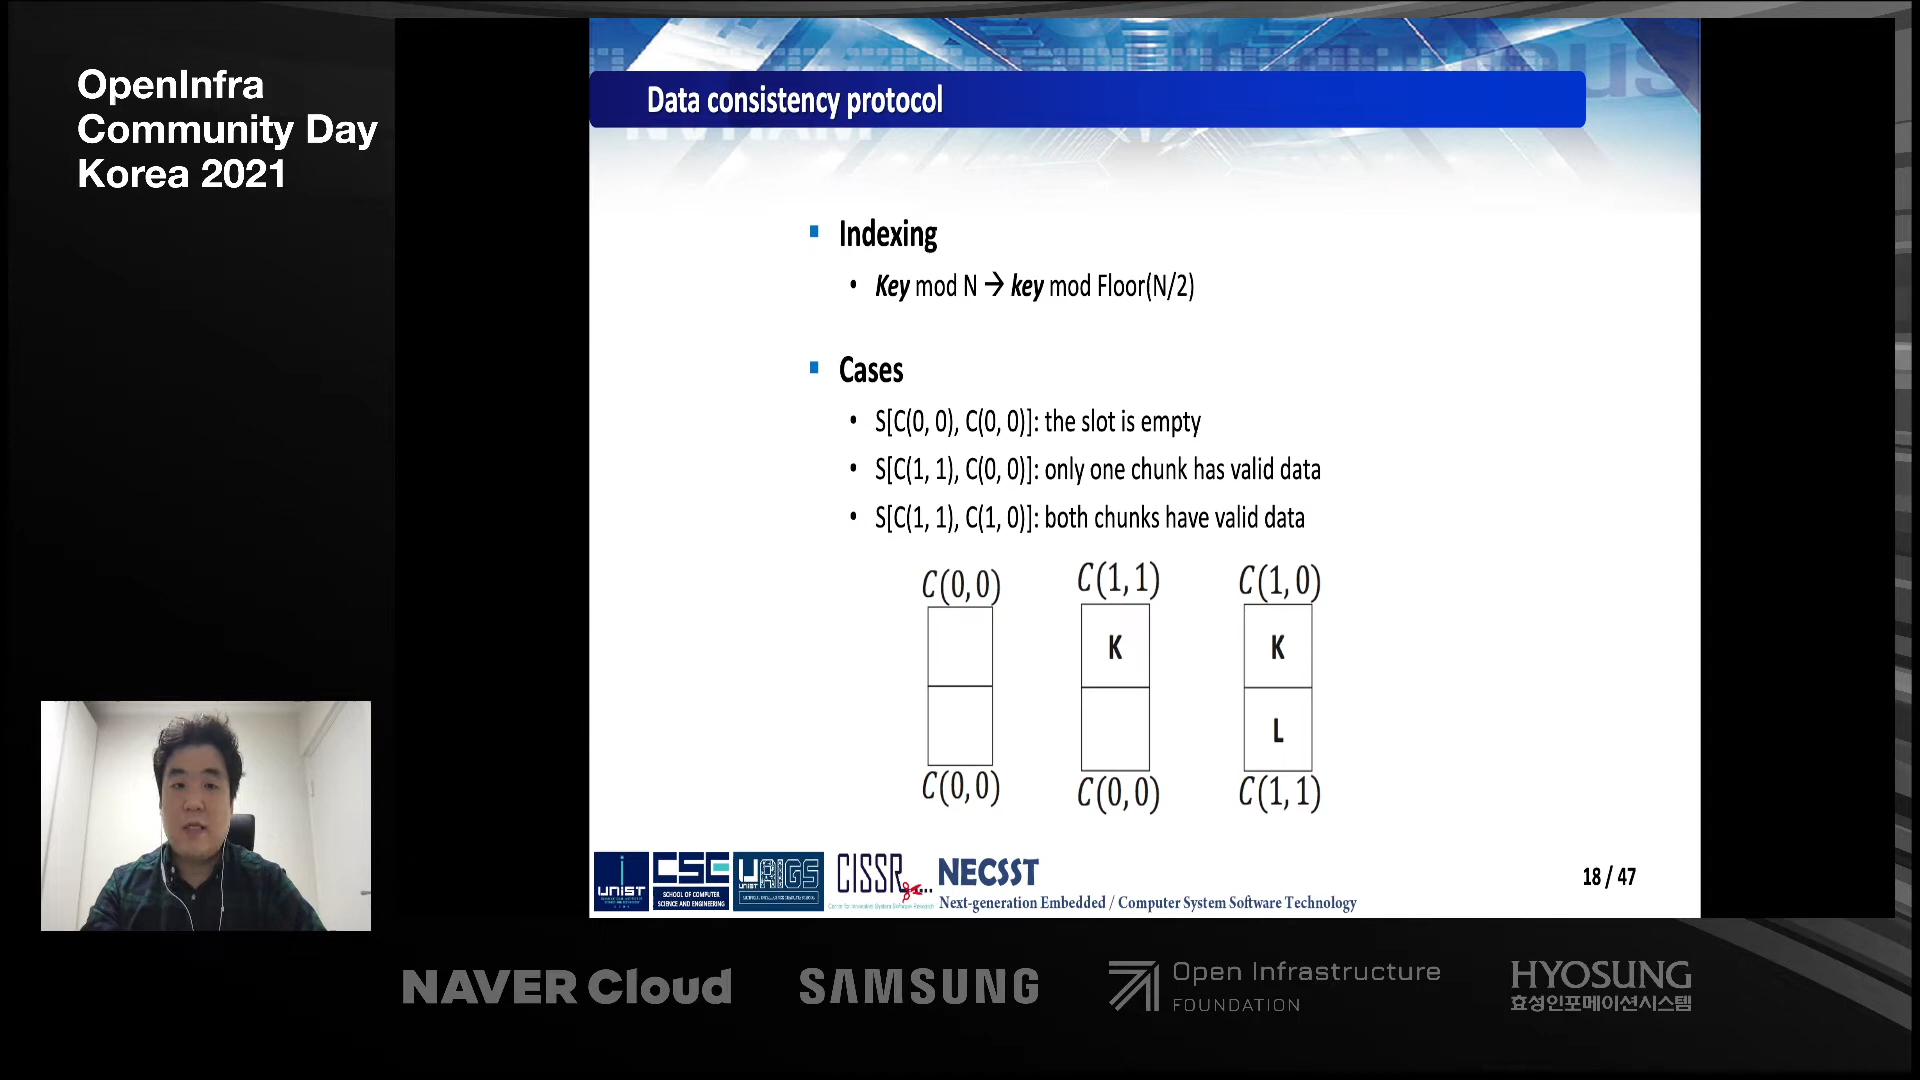 OpenInfra
Community Day
Korea 2021
Data consistency protocol
Indexing
Key mod N → key mod Floor(N/2)
Cases
S[C(0, 0), C(0, 0)]: the slot is empty
S[C(1, 1), C(0, 0)]: only one chunk has valid data
S[C(1, 1), C(1, 0)]: both chunks have valid data
C(0,0) C(1,1) C(1,0)
K K
L
C(0,0) C(0,0) C(1,1)
UNIST
CSE
SCHOOL OF COMPUTER
SCIENCE AND ENGINEERING
CISSR
NECSST
Next-generation Embedded / Computer System Software Technology
18 / 47
NAVER Cloud
SAMSUNG
Open Infrastructure
FOUNDATION
HYOSUNG
효성인포메이션시스템